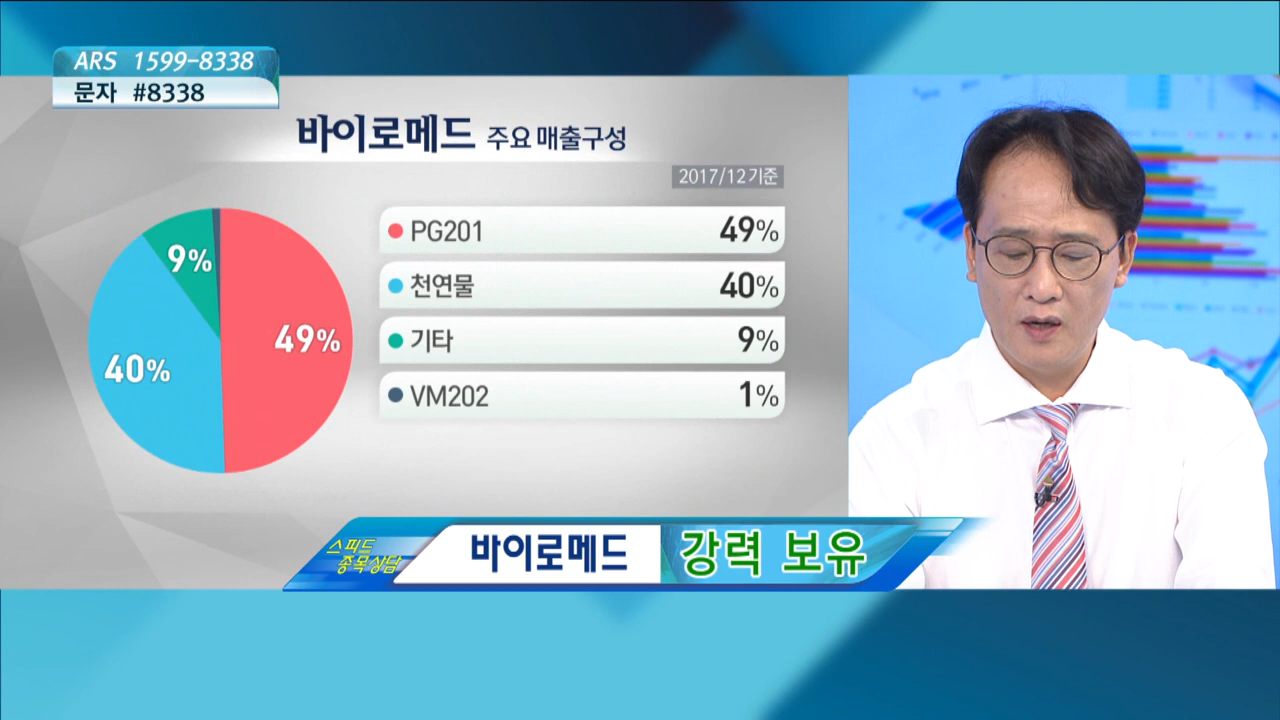 ARS 1599-8338
문자 #8338
바이로메드 주요 매출구성
2017/12기준
PG201 49%
천연물 40%
기타 9%
VM202 1%
9%
49%
40%
스피드
종목상담
바이로메드 강력 보유